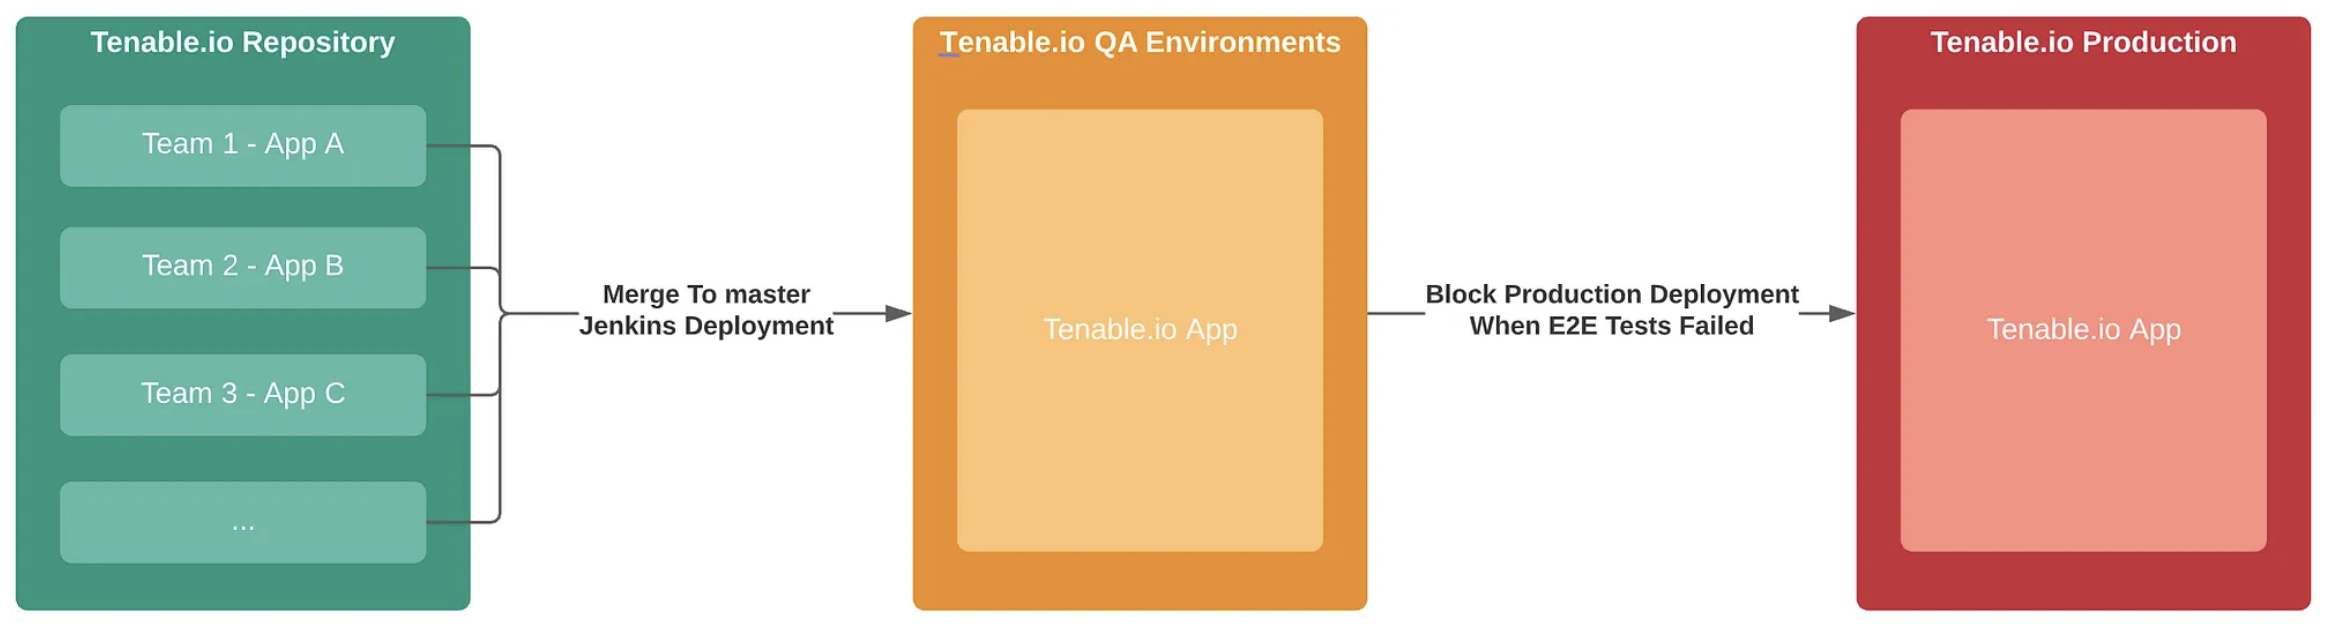 Tenable.io Repository
Team 1 - App A
Team 2 - App B
Team 3 - App C
...
Merge To master
Jenkins Deployment
Tenable.io QA Environments
Tenable.io App
Block Production Deployment
When E2E Tests Failed
Tenable.io Production
Tenable.io App